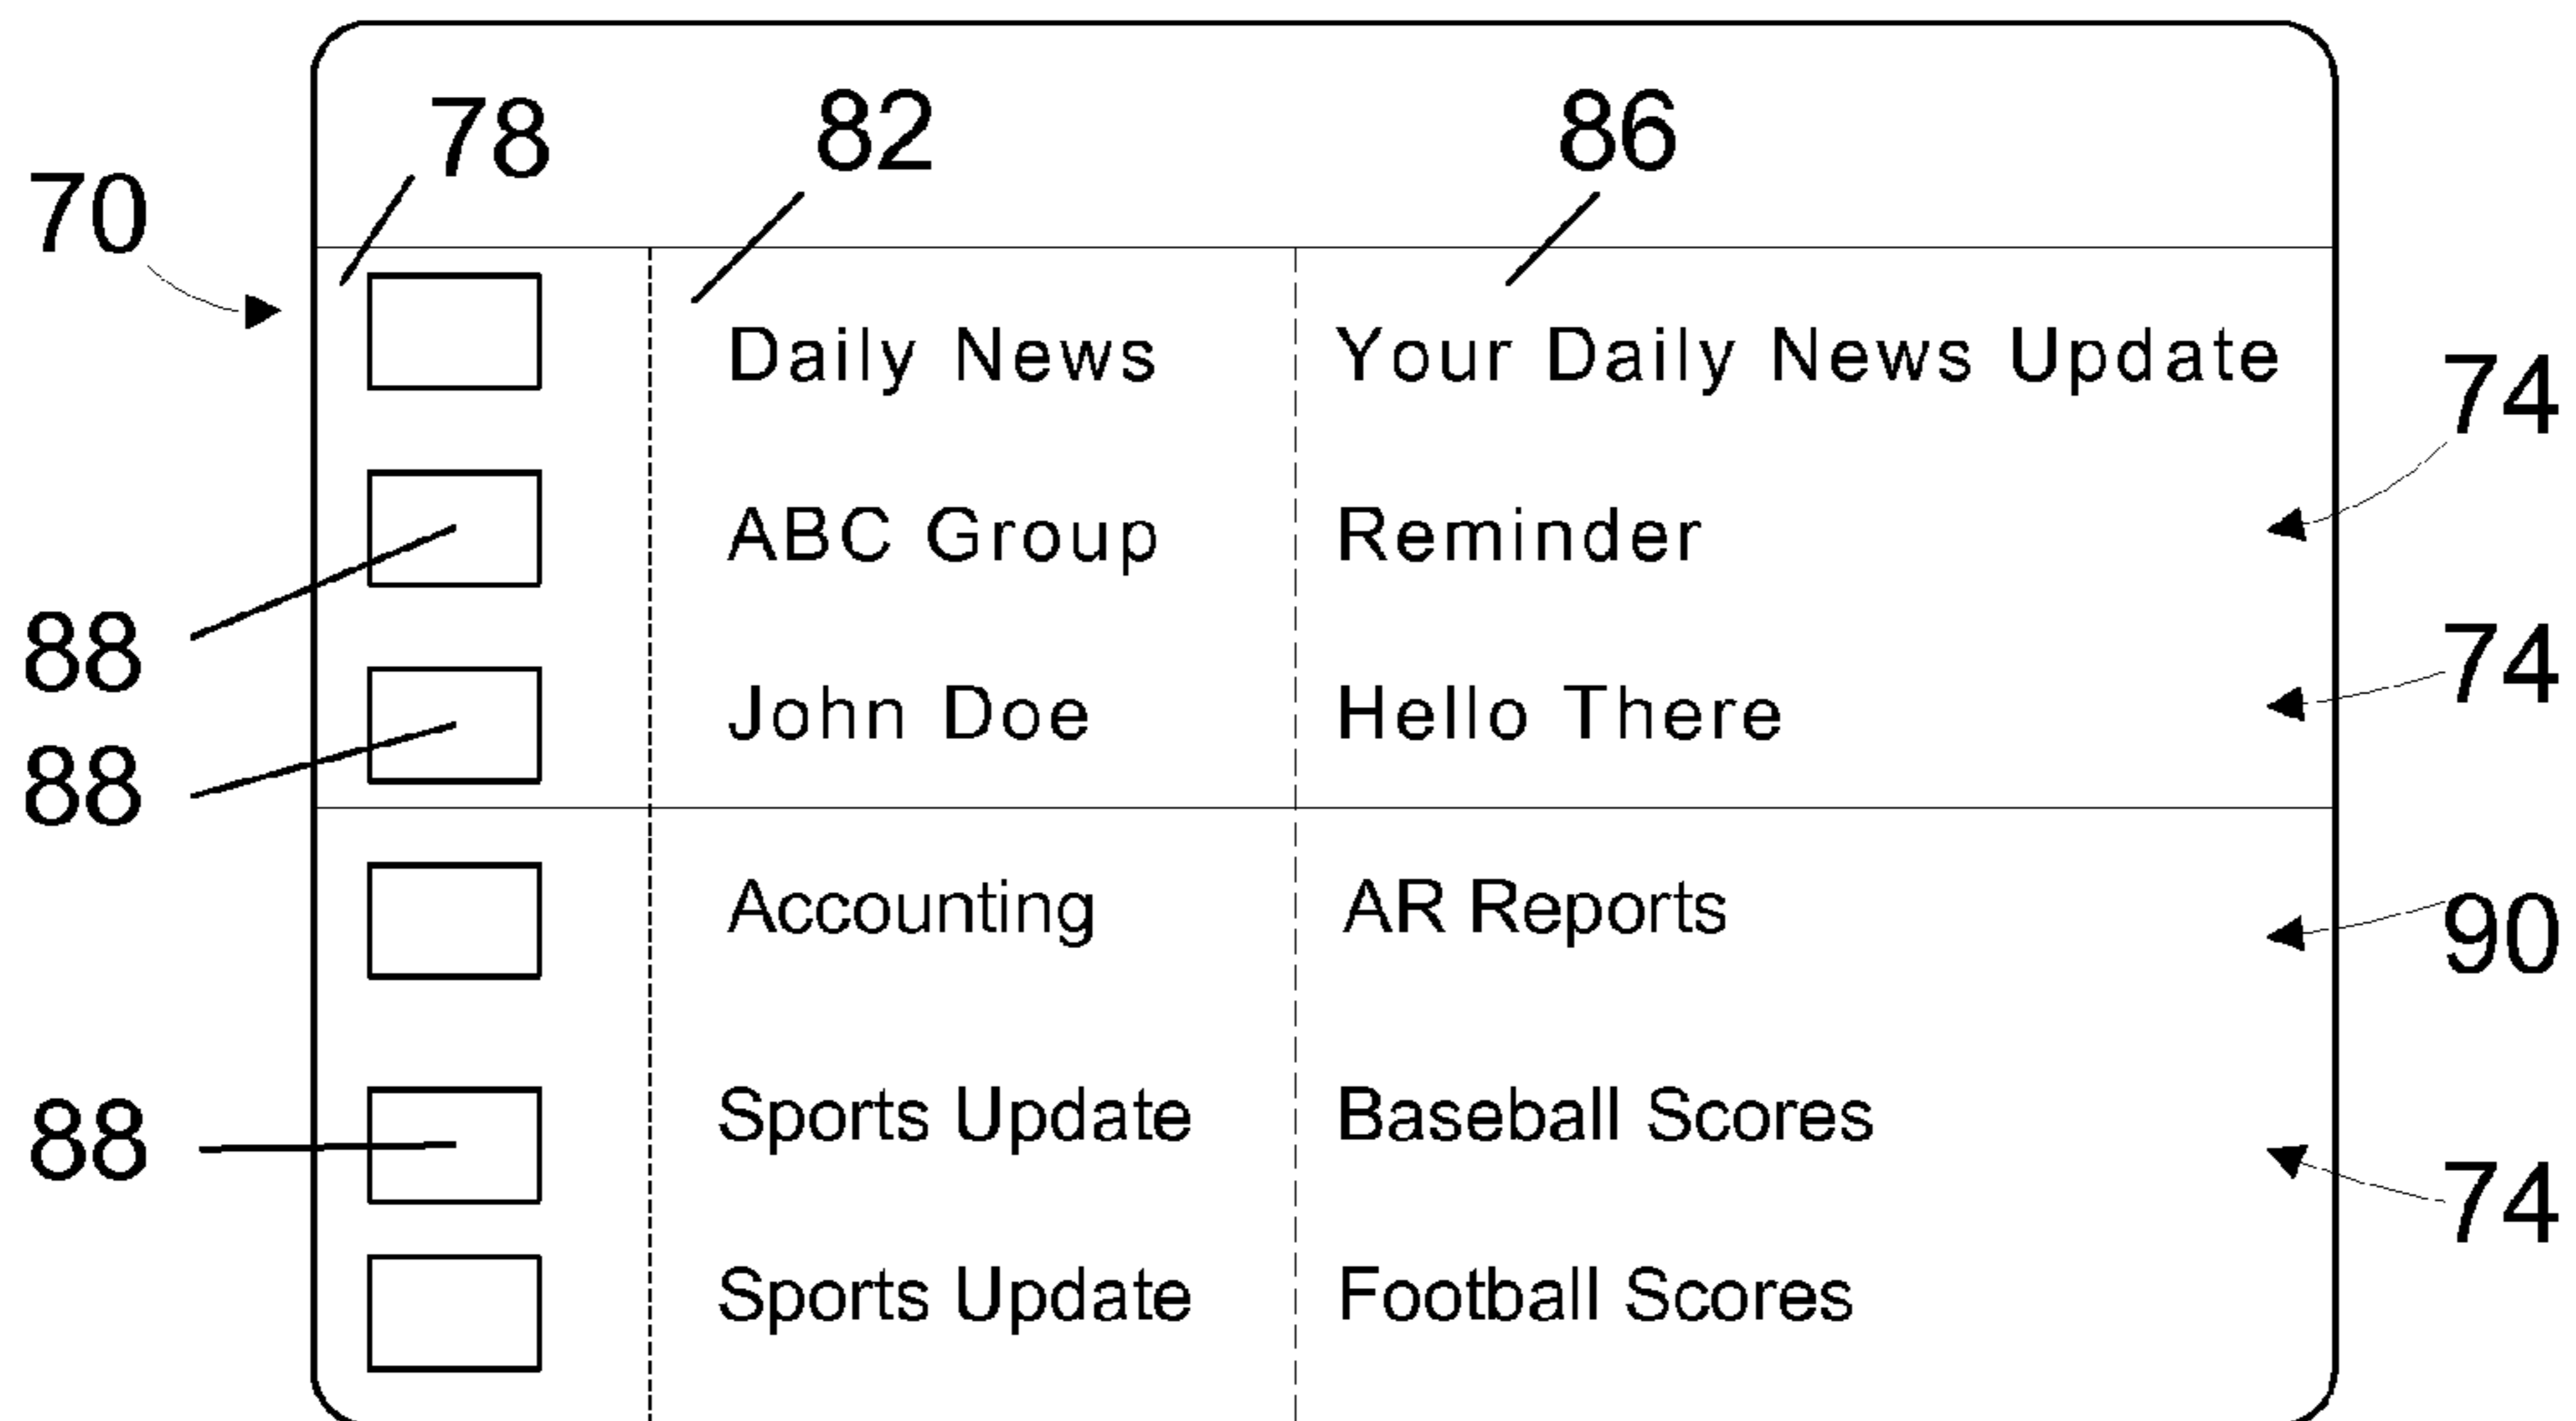 78 82 86
70
Daily News Your Daily News Update
74
ABC Group Reminder
88
John Doe Hello There 74
88
Accounting AR Reports
90
Sports Update Baseball Scores
88
74
Sports Update Football Scores